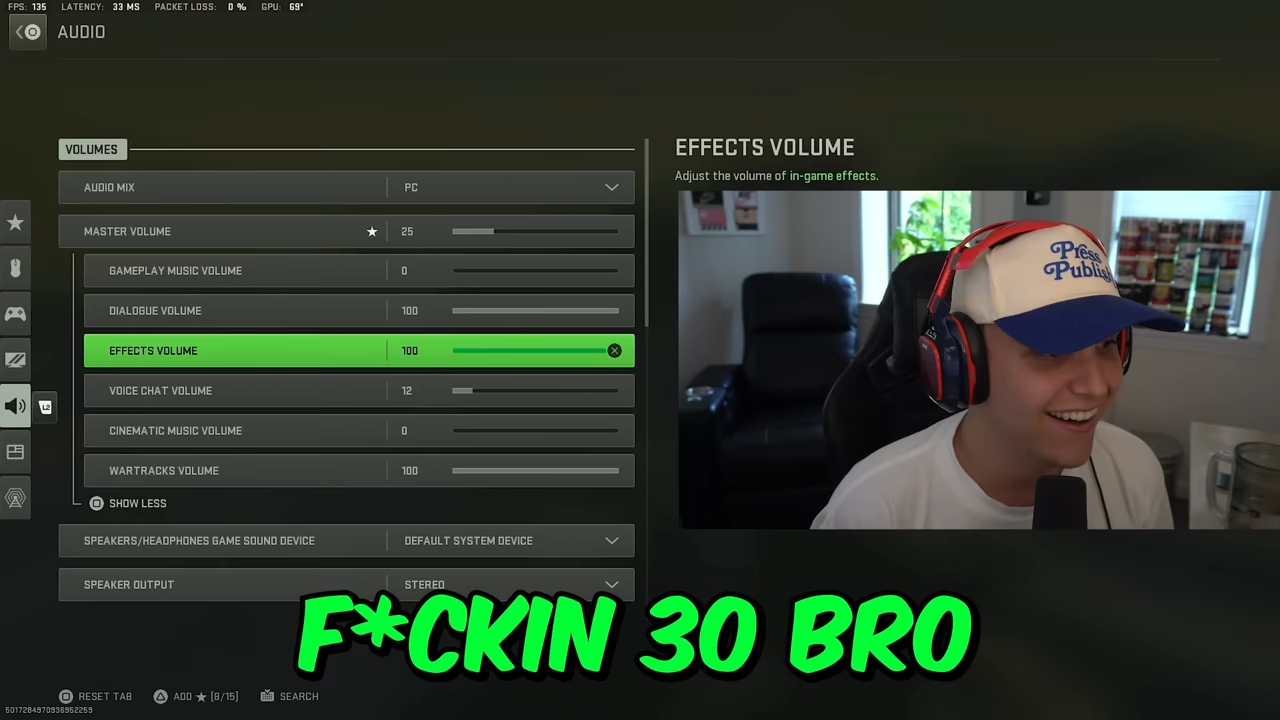 FPS: 135 LATENCY: 33 MS PACKET LOSS: 0 % GPU: 69°
AUDIO
VOLUMES
AUDIO MIX PC
MASTER VOLUME 25
GAMEPLAY MUSIC VOLUME 0
DIALOGUE VOLUME 100
EFFECTS VOLUME 100
VOICE CHAT VOLUME 12
CINEMATIC MUSIC VOLUME 0
WARTRACKS VOLUME 100
SHOW LESS
SPEAKERS/HEADPHONES GAME SOUND DEVICE DEFAULT SYSTEM DEVICE
SPEAKER OUTPUT STEREO
L2
EFFECTS VOLUME
Adjust the volume of in-game effects.
Press
Publish
F*CKIN 30 BRO
RESET TAB ADD ★ [8/15] SEARCH
5017284970936952259